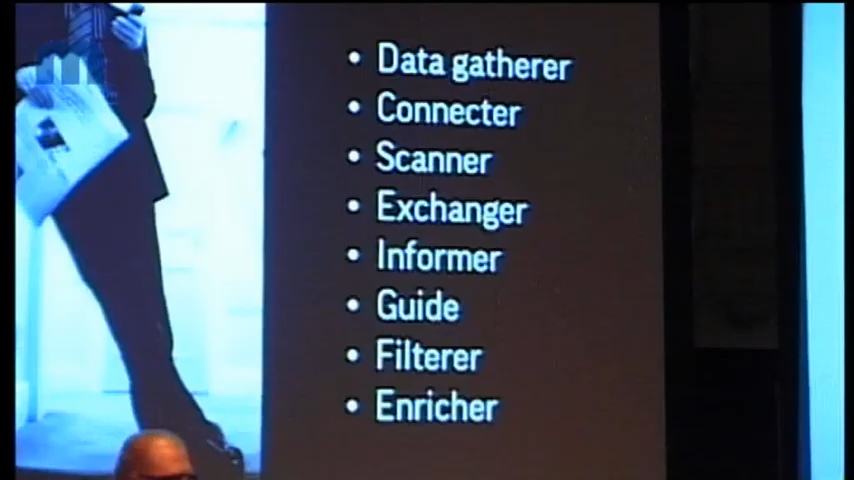 • Data gatherer
• Connecter
• Scanner
• Exchanger
• Informer
• Guide
• Filterer
• Enricher